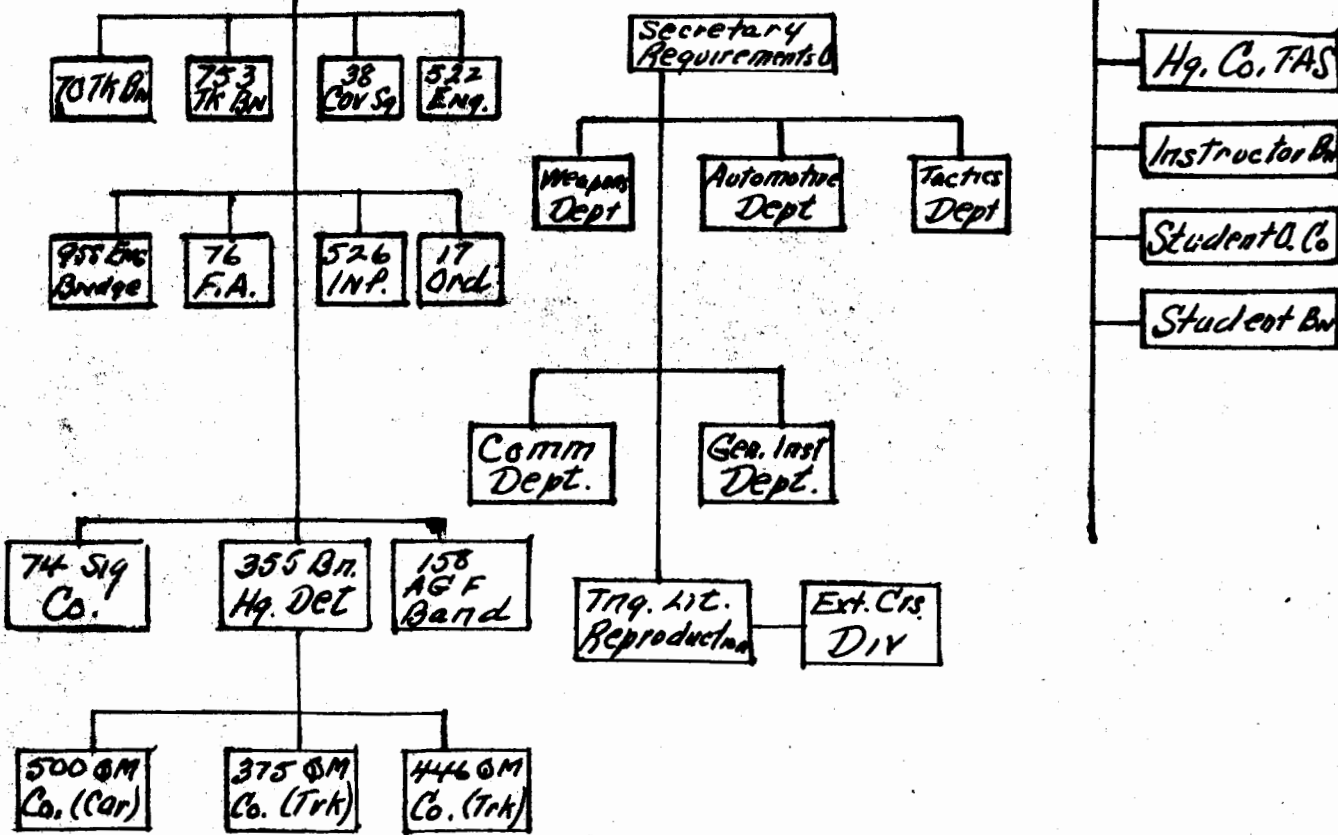 70 Tk Bn
753
Tk BN
38
Cav Sq
522
Eng.
Eng
Bridge
76
F.A.
526
INF.
17
Ord.
74 Sig
Co.
355 Bn.
Hq. Det
158
AGF
Band
500 QM
Co. (Car)
375 QM
Co. (Trk)
446 QM
Co. (Trk)
Secretary
Requirements O
Weapons
Dept
Automotive
Dept
Tactics
Dept
Comm
Dept.
Gen. Inst
Dept.
Trg. Lit.
Reproduction
Ext. Crs.
Div
Hq. Co. TAS
Instructor Bn
Student O. Co
Student BN